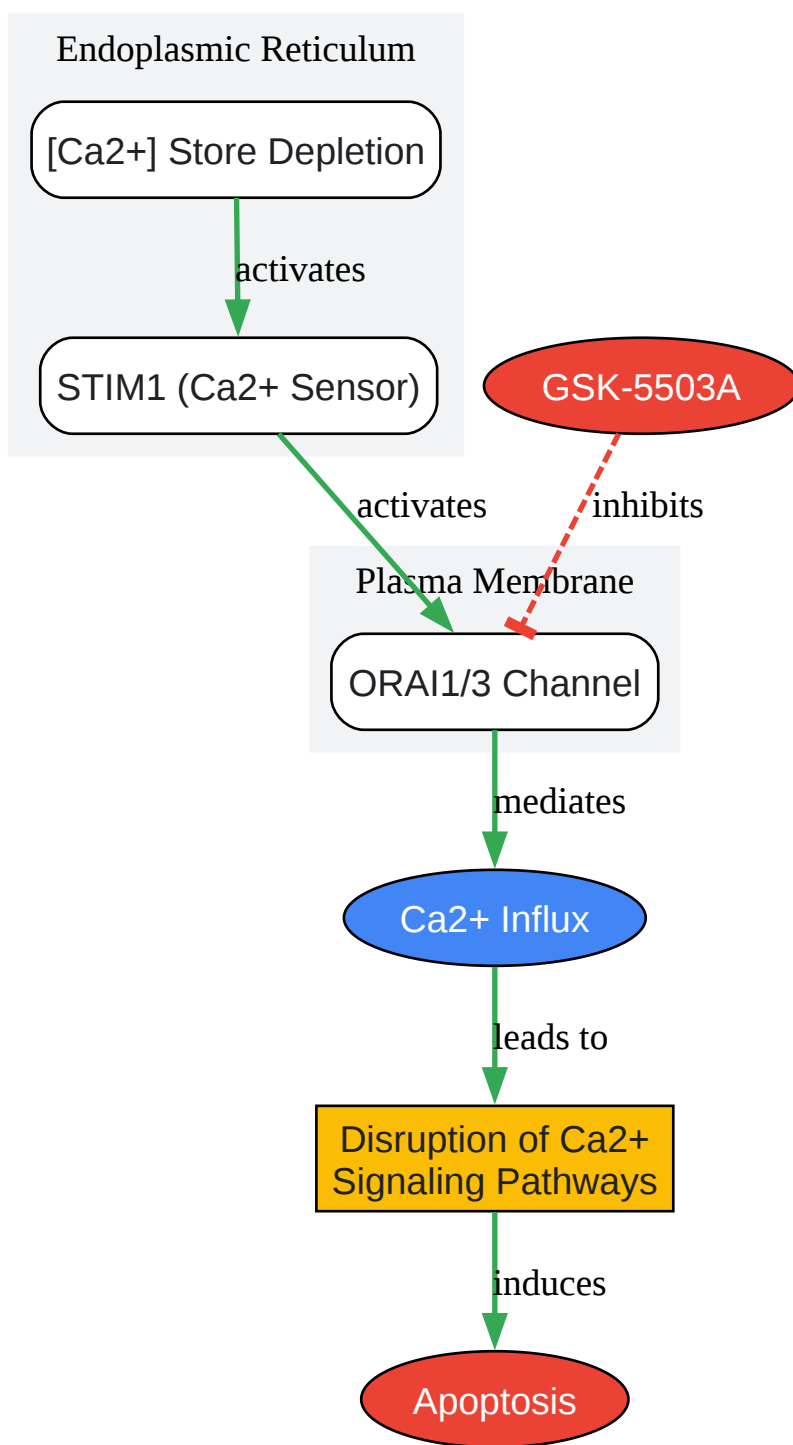 Endoplasmic Reticulum
[Ca2+] Store Depletion
activates
STIM1 (Ca2+ Sensor)
GSK-5503A
activates
inhibits
Plasma Membrane
ORAI1/3 Channel
mediates
Ca2+ Influx
leads to
Disruption of Ca2+
Signaling Pathways
induces
Apoptosis